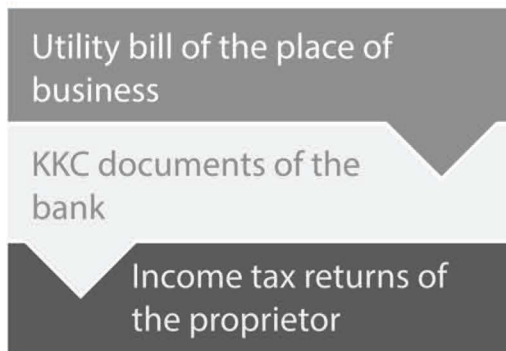 Utility bill of the place of
business
KKC documents of the
bank
Income tax returns of
the proprietor